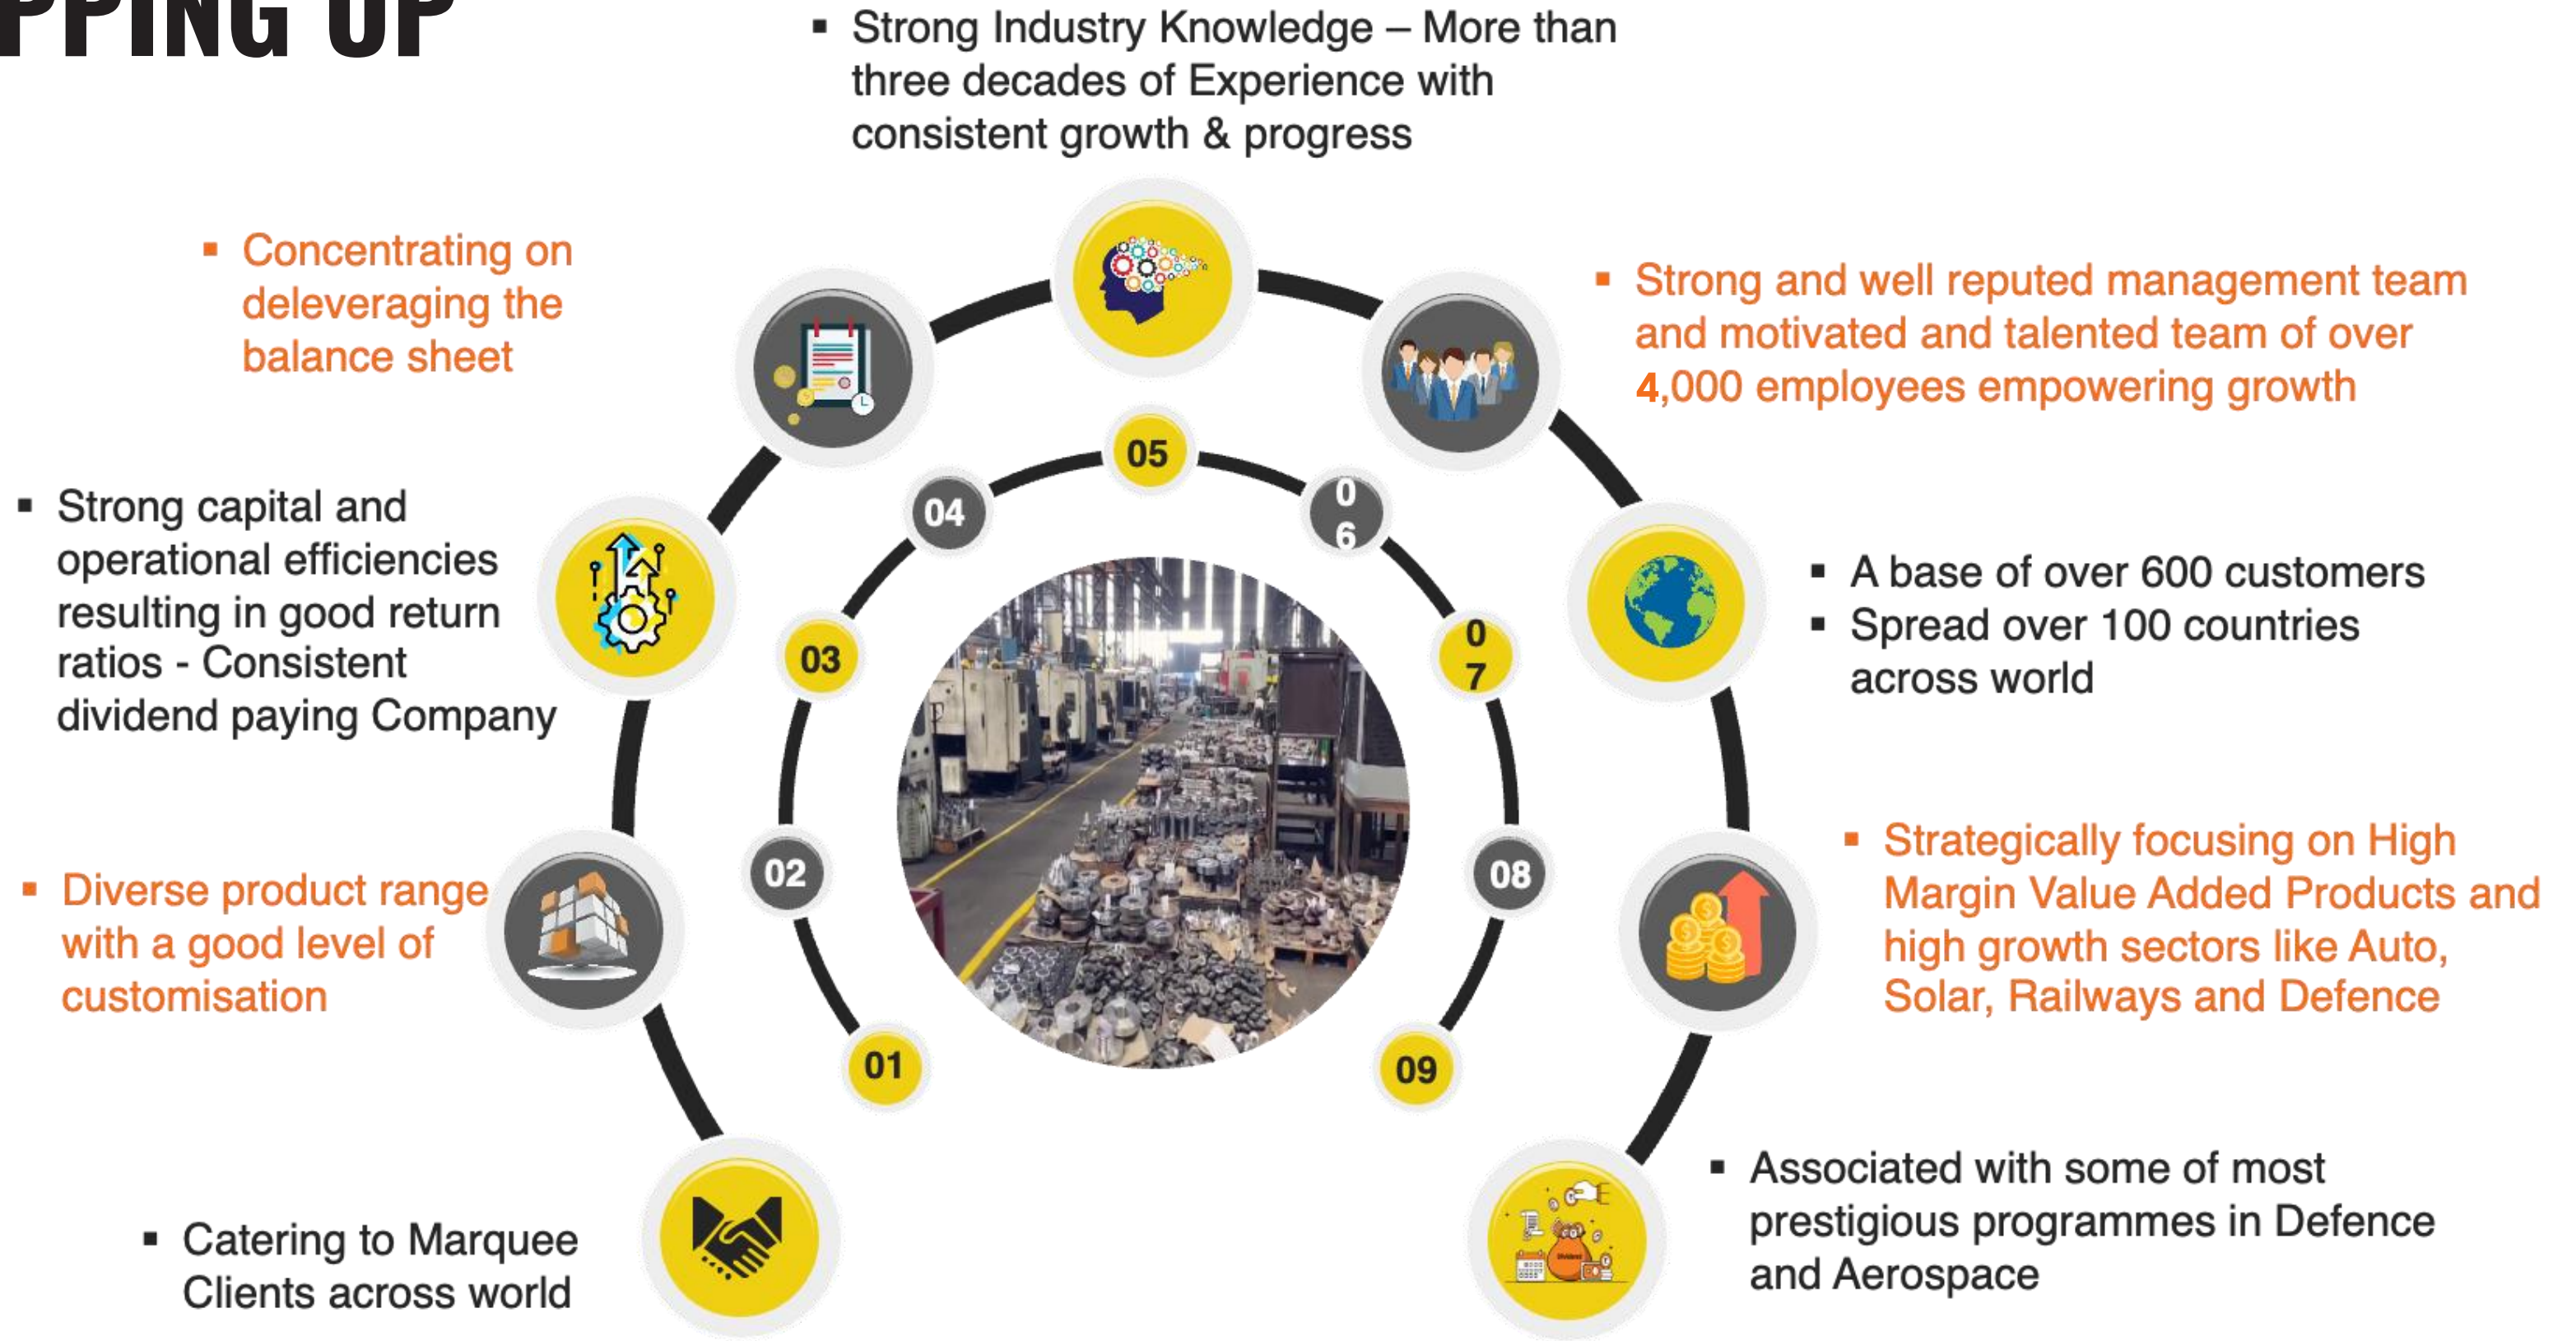 PPING UP
▪ Strong Industry Knowledge – More than
three decades of Experience with
consistent growth & progress
▪ Concentrating on
deleveraging the
balance sheet
▪ Strong and well reputed management team
and motivated and talented team of over
4,000 employees empowering growth
▪ Strong capital and
operational efficiencies
resulting in good return
ratios - Consistent
dividend paying Company
▪ A base of over 600 customers
▪ Spread over 100 countries
across world
▪ Diverse product range
with a good level of
customisation
▪ Strategically focusing on High
Margin Value Added Products and
high growth sectors like Auto,
Solar, Railways and Defence
▪ Catering to Marquee
Clients across world
▪ Associated with some of most
prestigious programmes in Defence
and Aerospace
01
02
03
04
05
0
6
0
7
08
09
Dividend